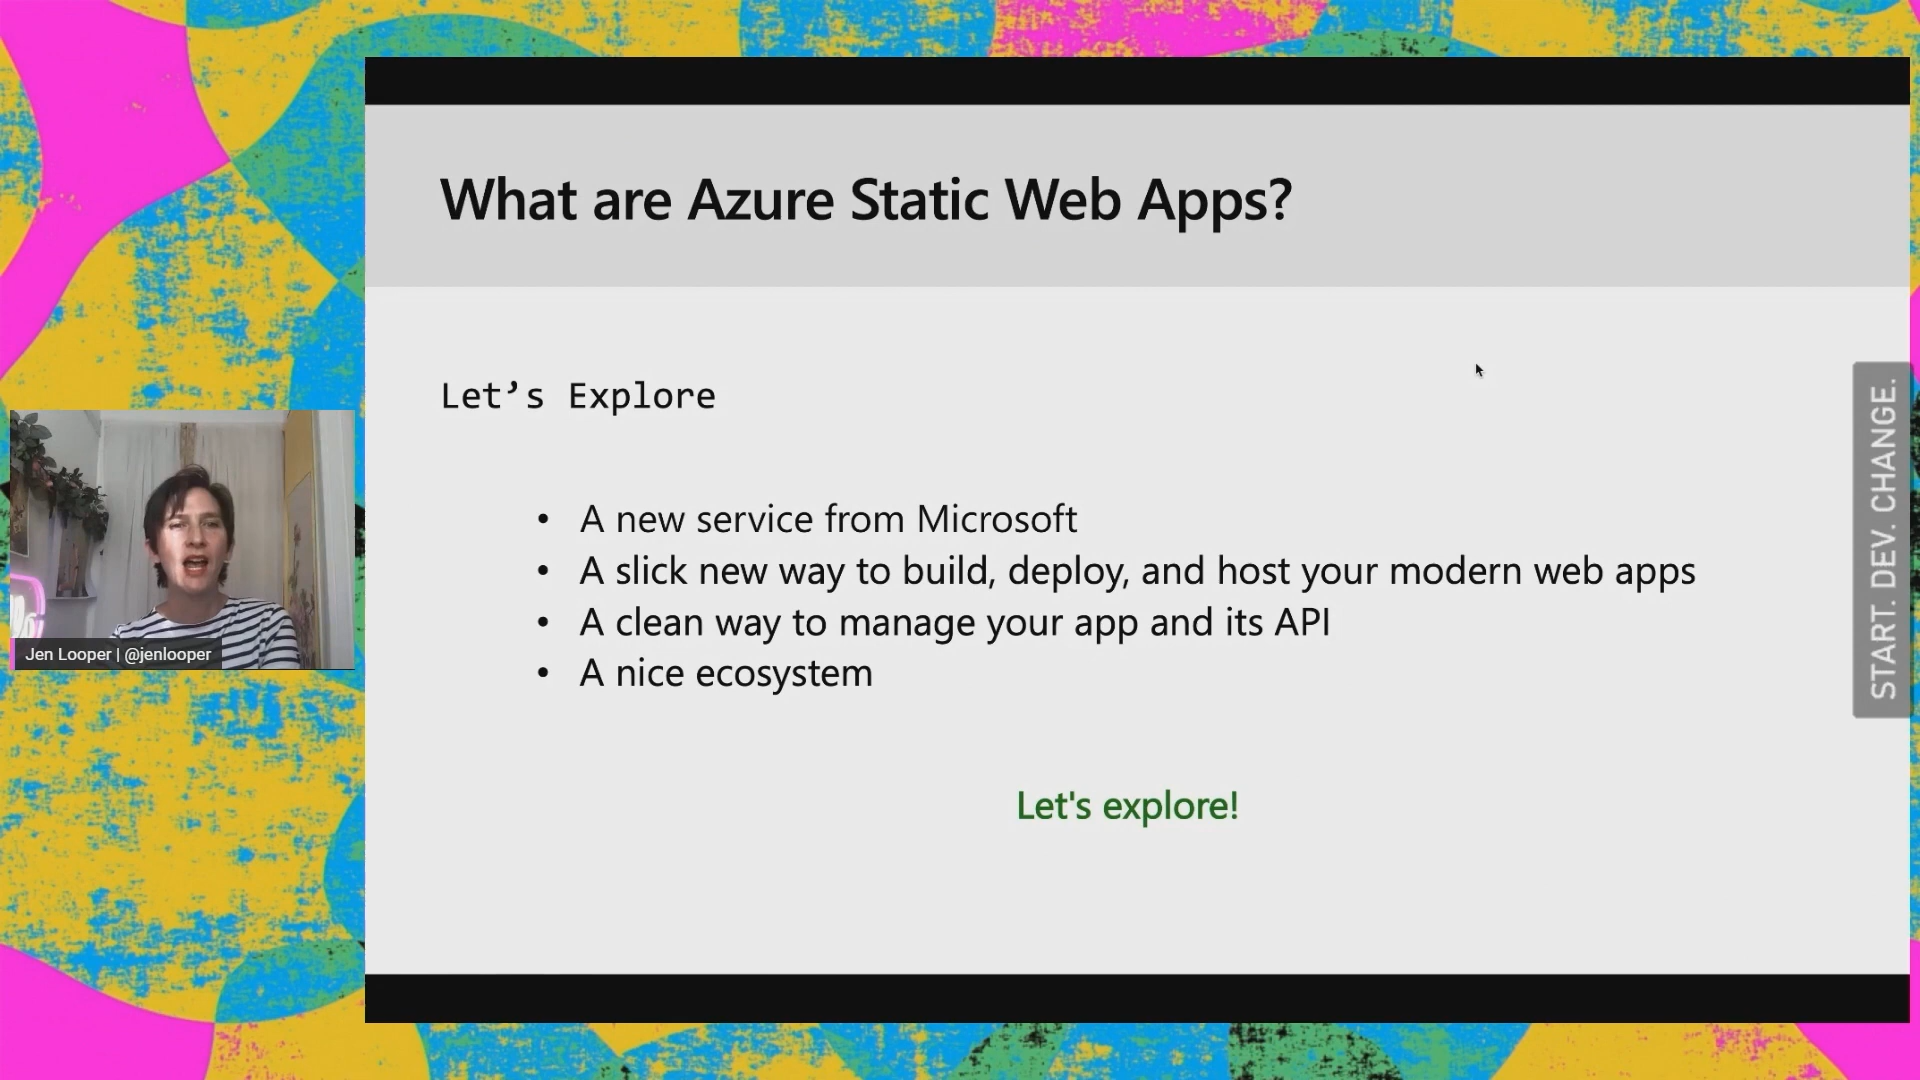 What are Azure Static Web Apps?
Let’s Explore
• A new service from Microsoft
• A slick new way to build, deploy, and host your modern web apps
• A clean way to manage your app and its API
• A nice ecosystem
Let's explore!
Jen Looper | @jenlooper
START. DEV. CHANGE.